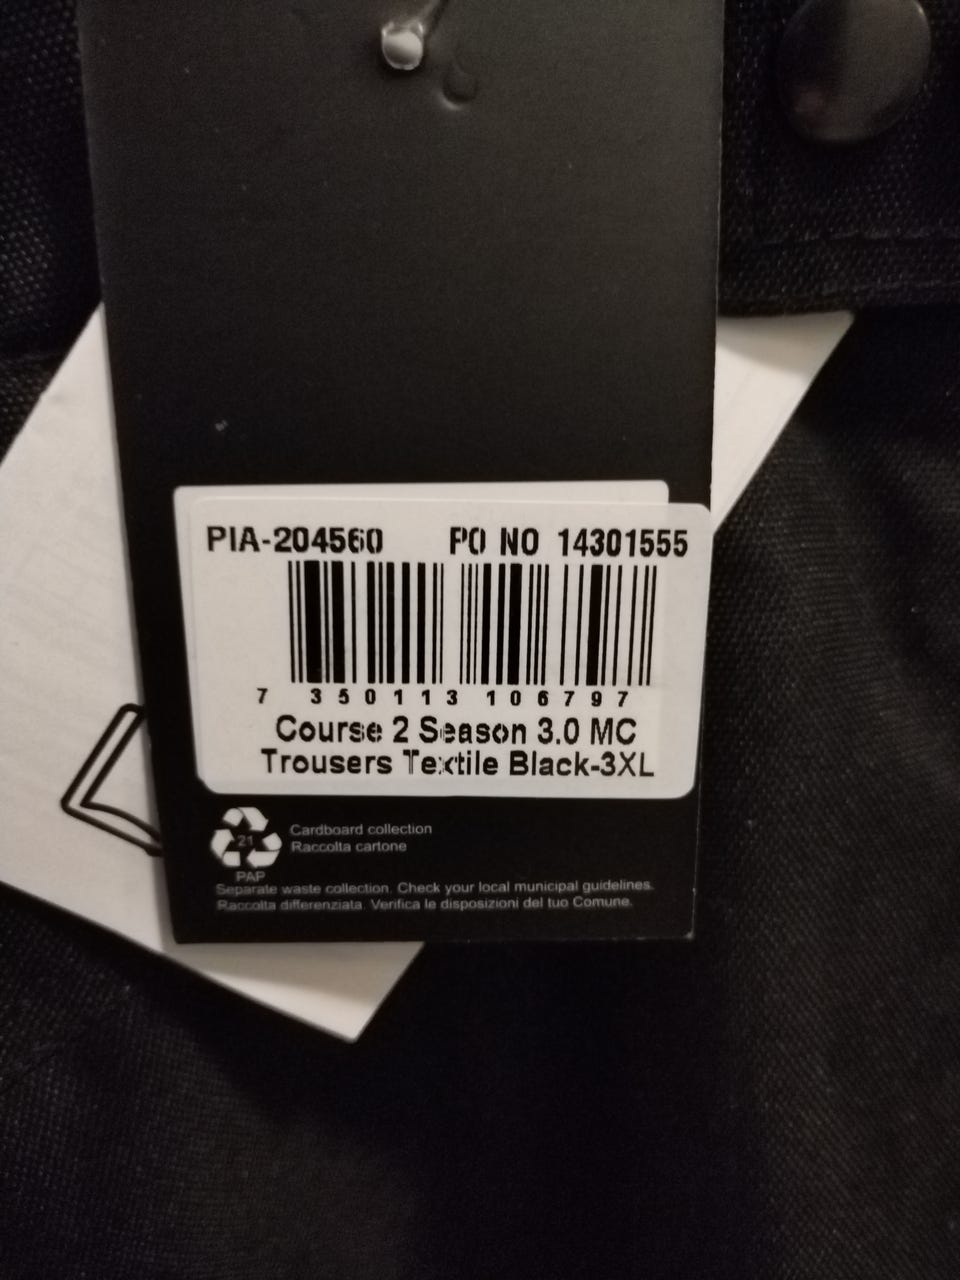 PIA-204560 PO NO 14301555
7 350113 106797
Course 2 Season 3.0 MC
Trousers Textile Black-3XL
21
PAP
Cardboard collection
Raccolta cartone
Separate waste collection. Check your local municipal guidelines.
Raccolta differenziata. Verifica le disposizioni del tuo Comune.